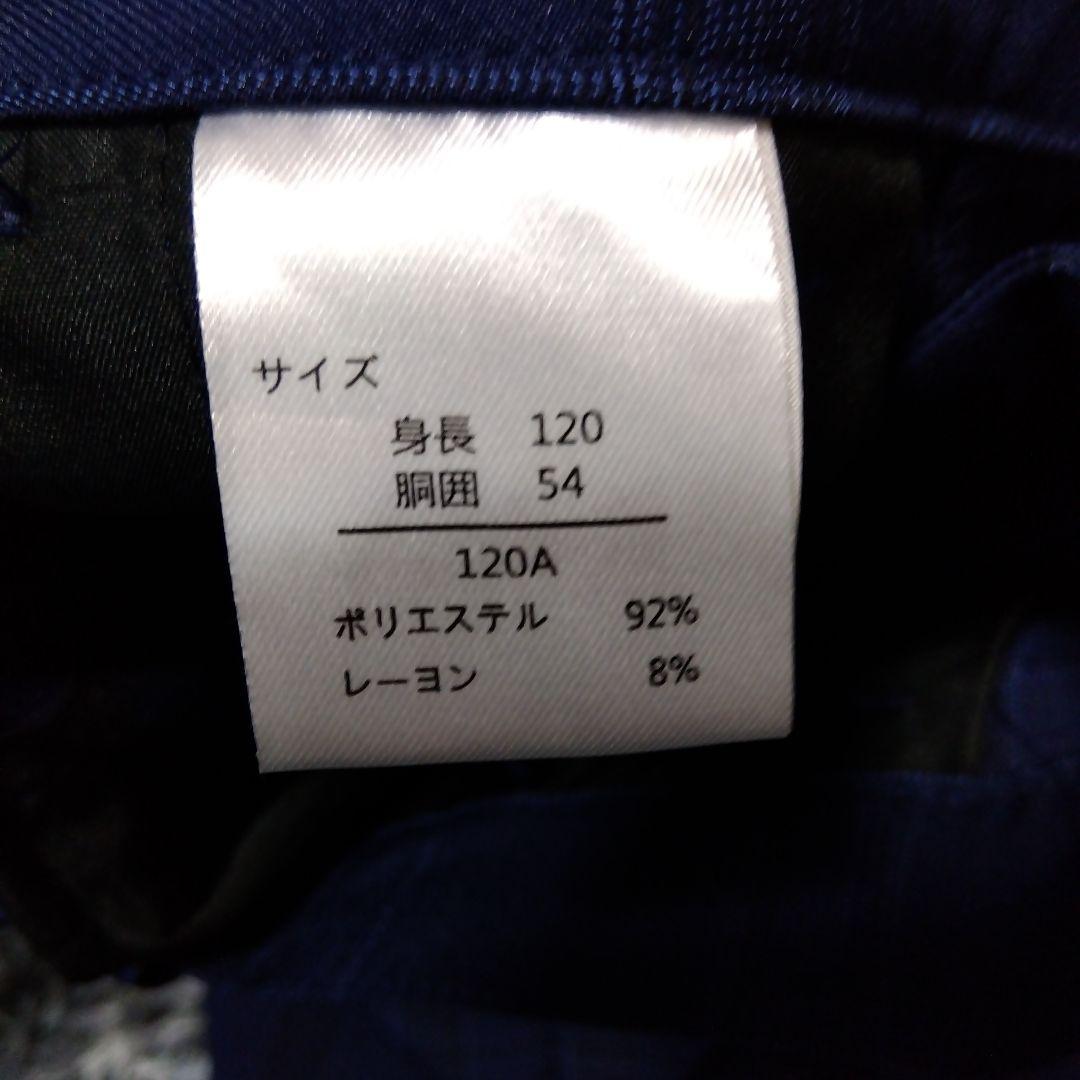 サイズ
身長 120
胴囲 54
120A
ポリエステル 92%
レーヨン 8%